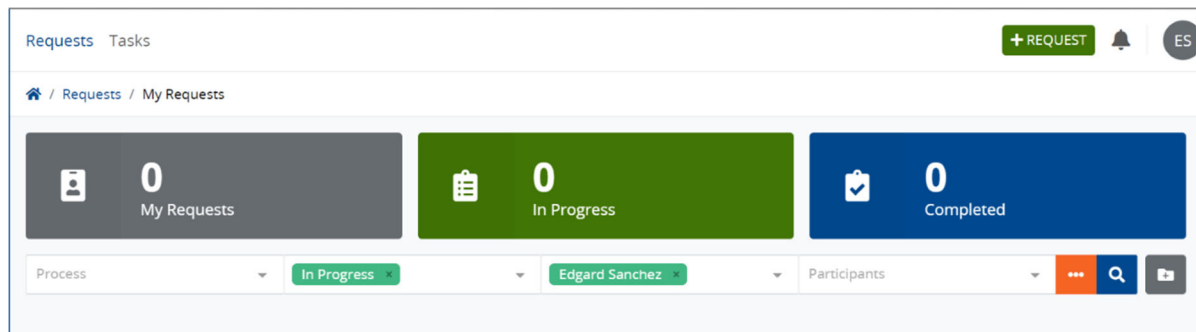 Requests Tasks + REQUEST ES
/ Requests / My Requests
0 My Requests
0 In Progress
0 Completed
Process In Progress × Edgard Sanchez × Participants